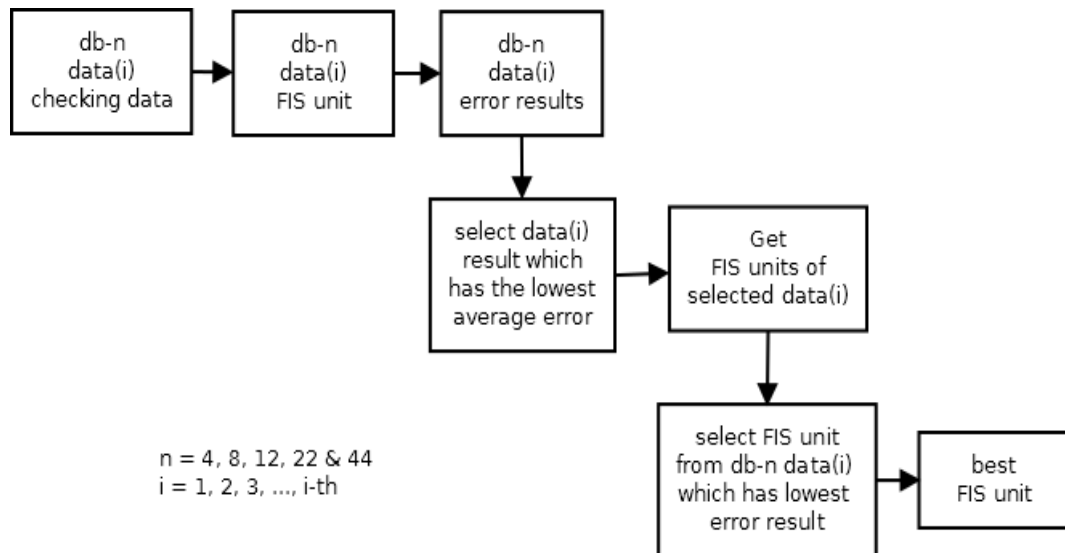 db-n
data(i)
checking data
db-n
data(i)
FIS unit
db-n
data(i)
error results
select data(i)
result which
has the lowest
average error
Get
FIS units of
selected data(i)
select FIS unit
from db-n data(i)
which has lowest
error result
best
FIS unit
n = 4, 8, 12, 22 & 44
i = 1, 2, 3, ..., i-th